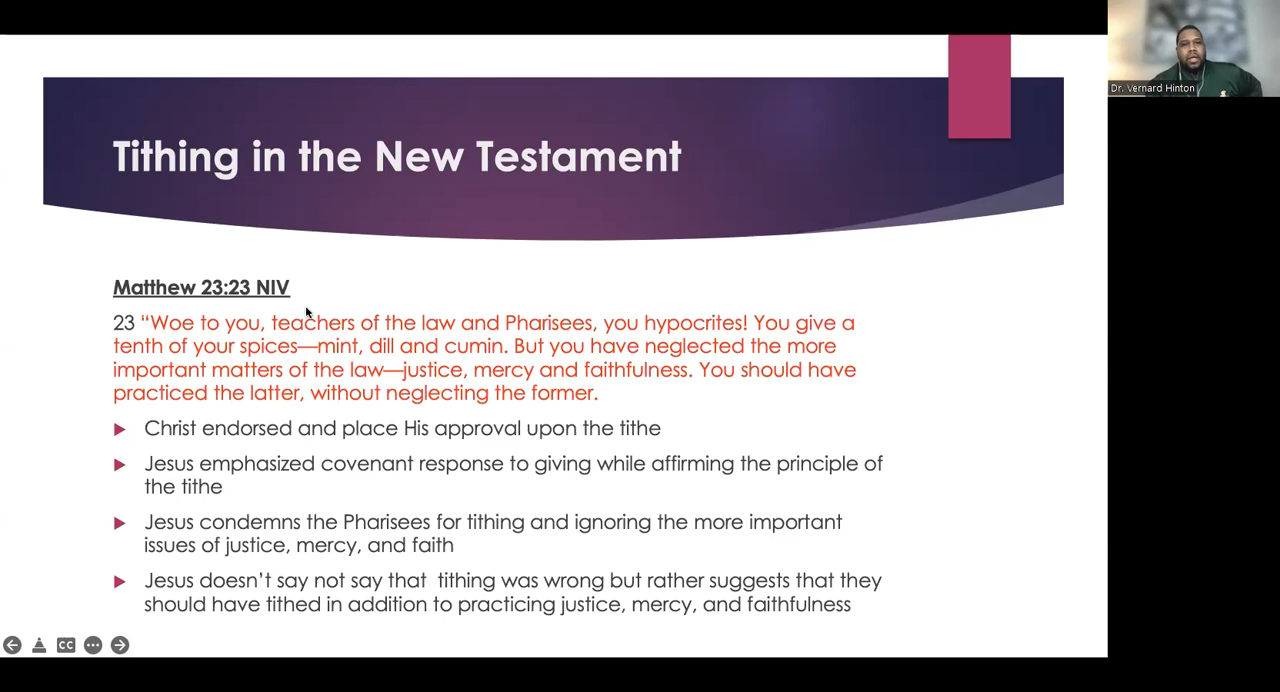 Tithing in the New Testament
Dr. Vernard Hinton
Matthew 23:23 NIV
23 “Woe to you, teachers of the law and Pharisees, you hypocrites! You give a
tenth of your spices—mint, dill and cumin. But you have neglected the more
important matters of the law—justice, mercy and faithfulness. You should have
practiced the latter, without neglecting the former.
Christ endorsed and place His approval upon the tithe
Jesus emphasized covenant response to giving while affirming the principle of
the tithe
Jesus condemns the Pharisees for tithing and ignoring the more important
issues of justice, mercy, and faith
Jesus doesn’t say not say that  tithing was wrong but rather suggests that they
should have tithed in addition to practicing justice, mercy, and faithfulness
CC